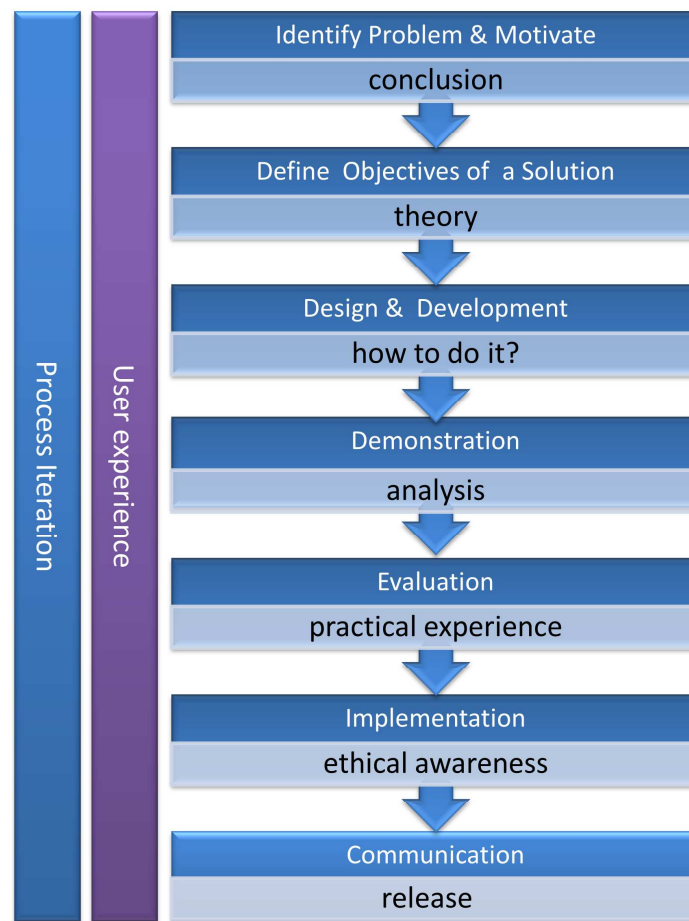 Process Iteration
User experience
Identify Problem & Motivate
conclusion
Define Objectives of a Solution
theory
Design & Development
how to do it?
Demonstration
analysis
Evaluation
practical experience
Implementation
ethical awareness
Communication
release